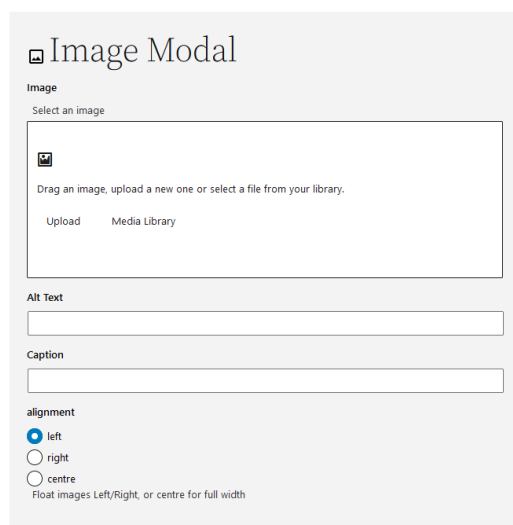 Image Modal
Image
Select an image
Drag an image, upload a new one or select a file from your library.
Upload Media Library
Alt Text
Caption
alignment
left
right
centre
Float images Left/Right, or centre for full width